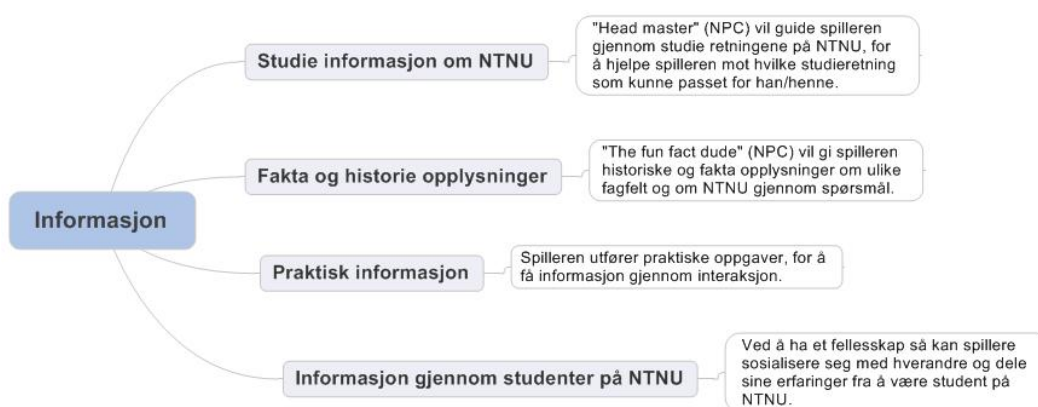 Informasjon
Studie informasjon om NTNU
"Head master" (NPC) vil guide spilleren
gjennom studie retningene på NTNU, for
å hjelpe spilleren mot hvilke studieretning
som kunne passet for han/henne.
Fakta og historie opplysninger
"The fun fact dude" (NPC) vil gi spilleren
historiske og fakta opplysninger om ulike
fagfelt og om NTNU gjennom spørsmål.
Praktisk informasjon
Spilleren utfører praktiske oppgaver, for å
få informasjon gjennom interaksjon.
Informasjon gjennom studenter på NTNU
Ved å ha et fellesskap så kan spillere
sosialisere seg med hverandre og dele
sine erfaringer fra å være student på
NTNU.